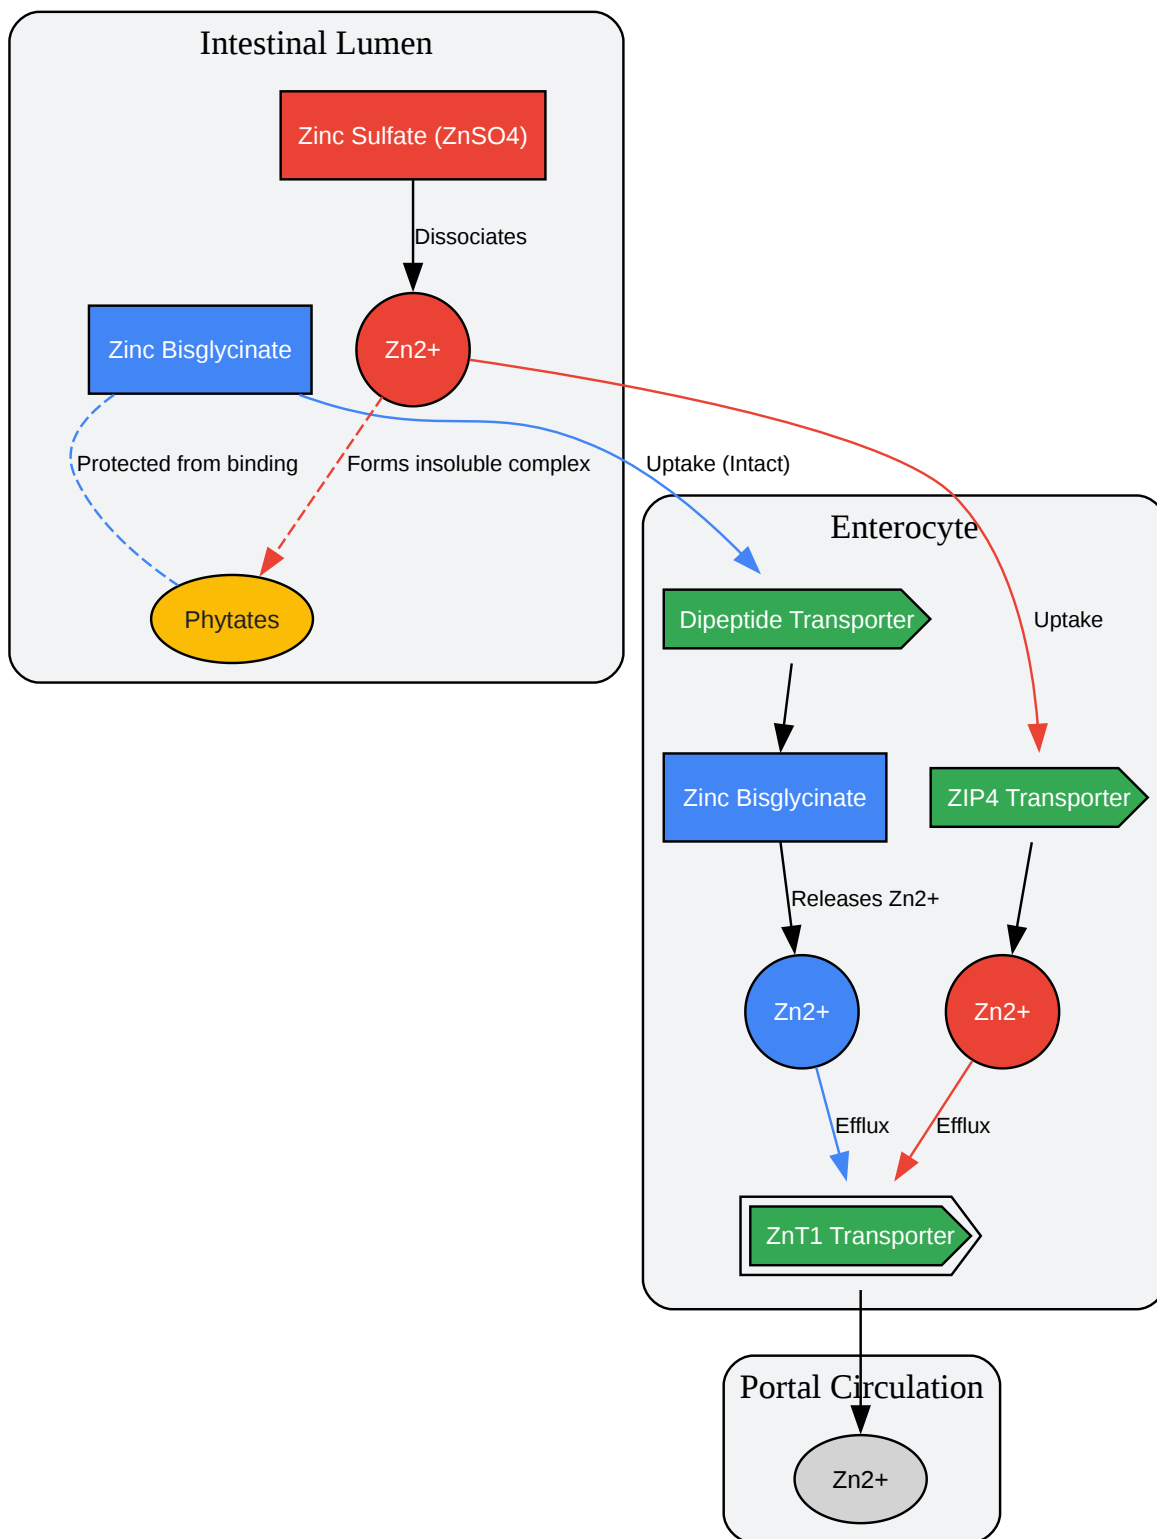 Intestinal Lumen
Zinc Sulfate (ZnSO4)
Dissociates
Zinc Bisglycinate
Zn2+
Protected from binding
Forms insoluble complex
Uptake (Intact)
Phytates
Enterocyte
Dipeptide Transporter
Uptake
Zinc Bisglycinate
ZIP4 Transporter
Releases Zn2+
Zn2+
Zn2+
Efflux
Efflux
ZnT1 Transporter
Portal Circulation
Zn2+